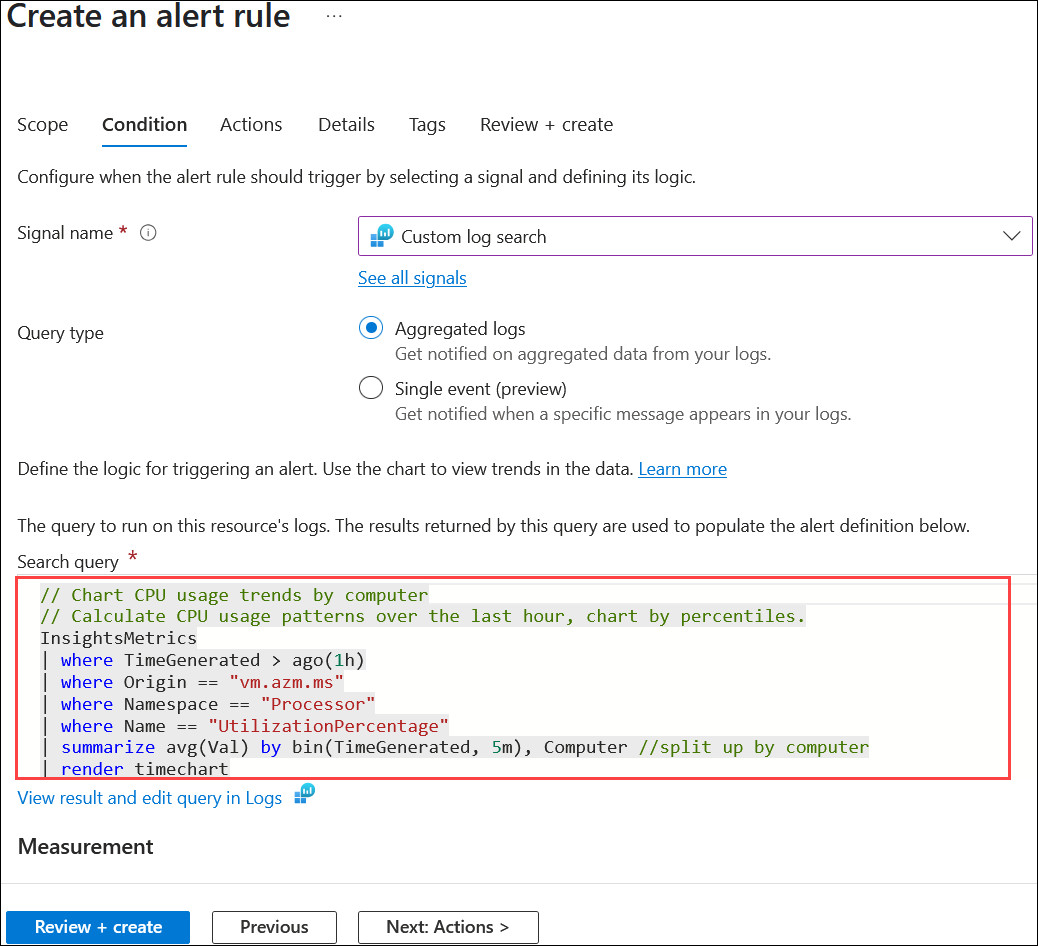 Create an alert rule ...
Scope Condition Actions Details Tags Review + create
Configure when the alert rule should trigger by selecting a signal and defining its logic.
Signal name *
Custom log search
See all signals
Query type
Aggregated logs
Get notified on aggregated data from your logs.
Single event (preview)
Get notified when a specific message appears in your logs.
Define the logic for triggering an alert. Use the chart to view trends in the data. Learn more
The query to run on this resource's logs. The results returned by this query are used to populate the alert definition below.
Search query *
// Chart CPU usage trends by computer
// Calculate CPU usage patterns over the last hour, chart by percentiles.
InsightsMetrics
| where TimeGenerated > ago(1h)
| where Origin == "vm.azm.ms"
| where Namespace == "Processor"
| where Name == "UtilizationPercentage"
| summarize avg(Val) by bin(TimeGenerated, 5m), Computer //split up by computer
| render timechart
View result and edit query in Logs
Measurement
Review + create Previous Next: Actions >